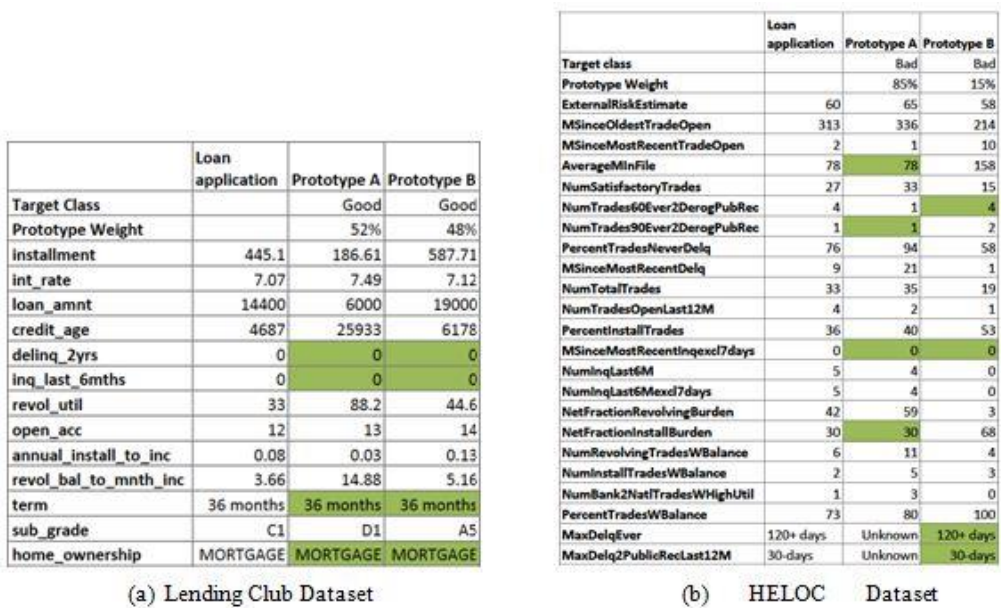 Loan application Prototype A Prototype B
Target Class Good Good
Prototype Weight 52% 48%
installment 445.1 186.61 587.71
int_rate 7.07 7.49 7.12
loan_amnt 14400 6000 19000
credit_age 4687 25933 6178
delinq_2yrs 0 0 0
inq_last_6mths 0 0 0
revol_util 33 88.2 44.6
open_acc 12 13 14
annual_install_to_inc 0.08 0.03 0.13
revol_bal_to_mnth_inc 3.66 14.88 5.16
term 36 months 36 months 36 months
sub_grade C1 D1 A5
home_ownership MORTGAGE MORTGAGE MORTGAGE
(a) Lending Club Dataset
Loan application Prototype A Prototype B
Target class Bad Bad
Prototype Weight 85% 15%
ExternalRiskEstimate 60 65 58
MSinceOldestTradeOpen 313 336 214
MSinceMostRecentTradeOpen 2 1 10
AverageMInFile 78 78 158
NumSatisfactoryTrades 27 33 15
NumTrades60Ever2DerogPubRec 4 1 4
NumTrades90Ever2DerogPubRec 1 1 2
PercentTradesNeverDelq 76 94 58
MSinceMostRecentDelq 9 21 1
NumTotalTrades 33 35 19
NumTradesOpenLast12M 4 2 1
PercentInstallTrades 36 40 53
MSinceMostRecentInqexcl7days 0 0 0
NumInqLast6M 5 4 0
NumInqLast6Mexcl7days 5 4 0
NetFractionRevolvingBurden 42 59 3
NetFractionInstallBurden 30 30 68
NumRevolvingTradesWBalance 6 11 4
NumInstallTradesWBalance 2 5 3
NumBank2NatlTradesWHighUtil 1 3 0
PercentTradesWBalance 73 80 100
MaxDelqEver 120+ days Unknown 120+ days
MaxDelq2PublicRecLast12M 30-days Unknown 30-days
(b) HELOC Dataset